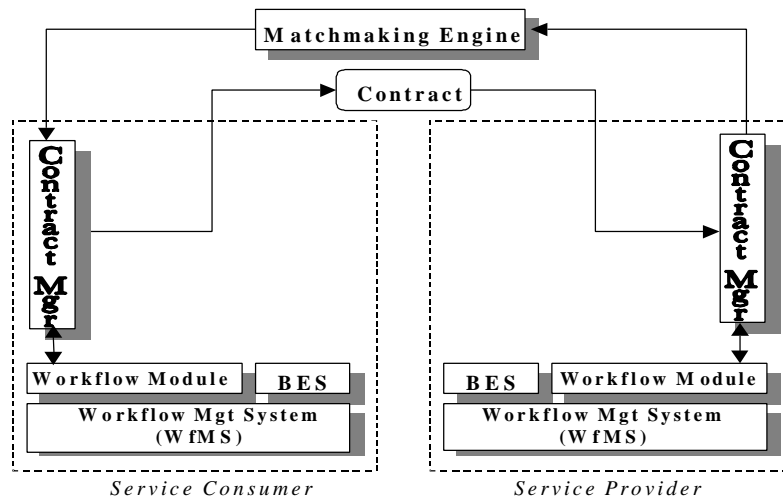 Matchmaking Engine
Contract
Contract Mgr
Contract Mgr
Workflow Module
BES
BES
Workflow Module
Workflow Mgt System
(WfMS)
Workflow Mgt System
(WfMS)
Service Consumer
Service Provider